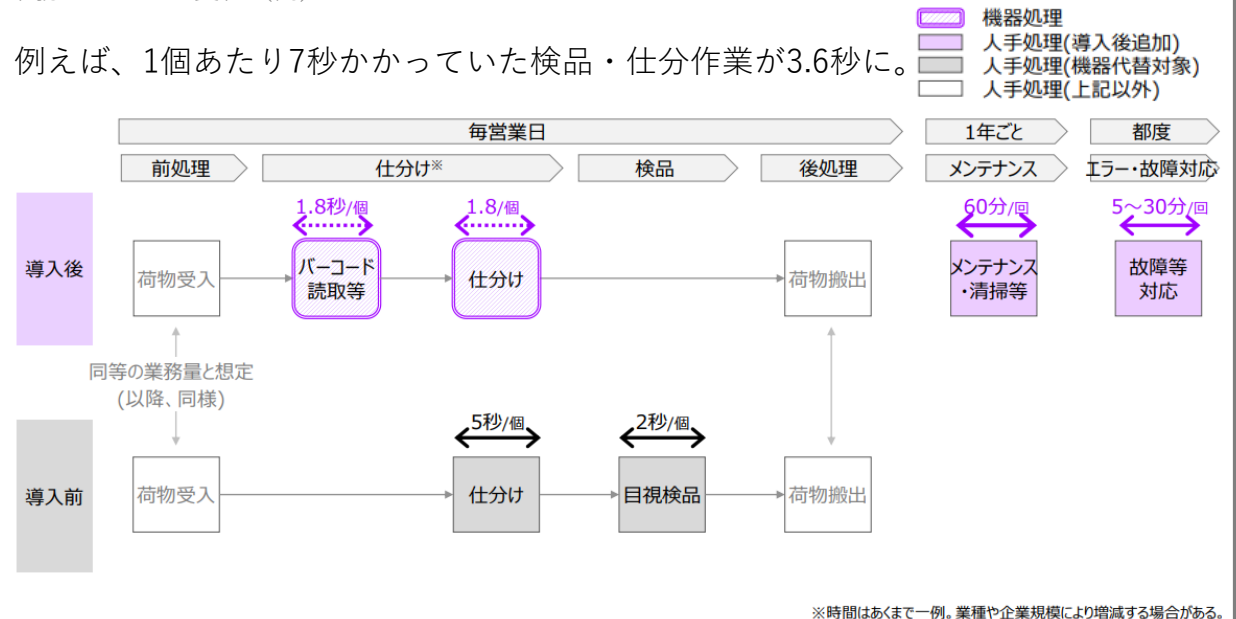 機器処理
人手処理(導入後追加)
人手処理(機器代替対象)
人手処理(上記以外)
例えば、1個あたり7秒かかっていた検品・仕分作業が3.6秒に。
毎営業日
1年ごと
都度
前処理
仕分け※
検品
後処理
メンテナンス
エラー・故障対応
1.8秒/個
1.8/個
60分/回
5～30分/回
導入後
荷物受入
バーコード
読取等
仕分け
荷物搬出
メンテナンス
・清掃等
故障等
対応
同等の業務量と想定
(以降、同様)
5秒/個
2秒/個
導入前
荷物受入
仕分け
目視検品
荷物搬出
※時間はあくまで一例。業種や企業規模により増減する場合がある。